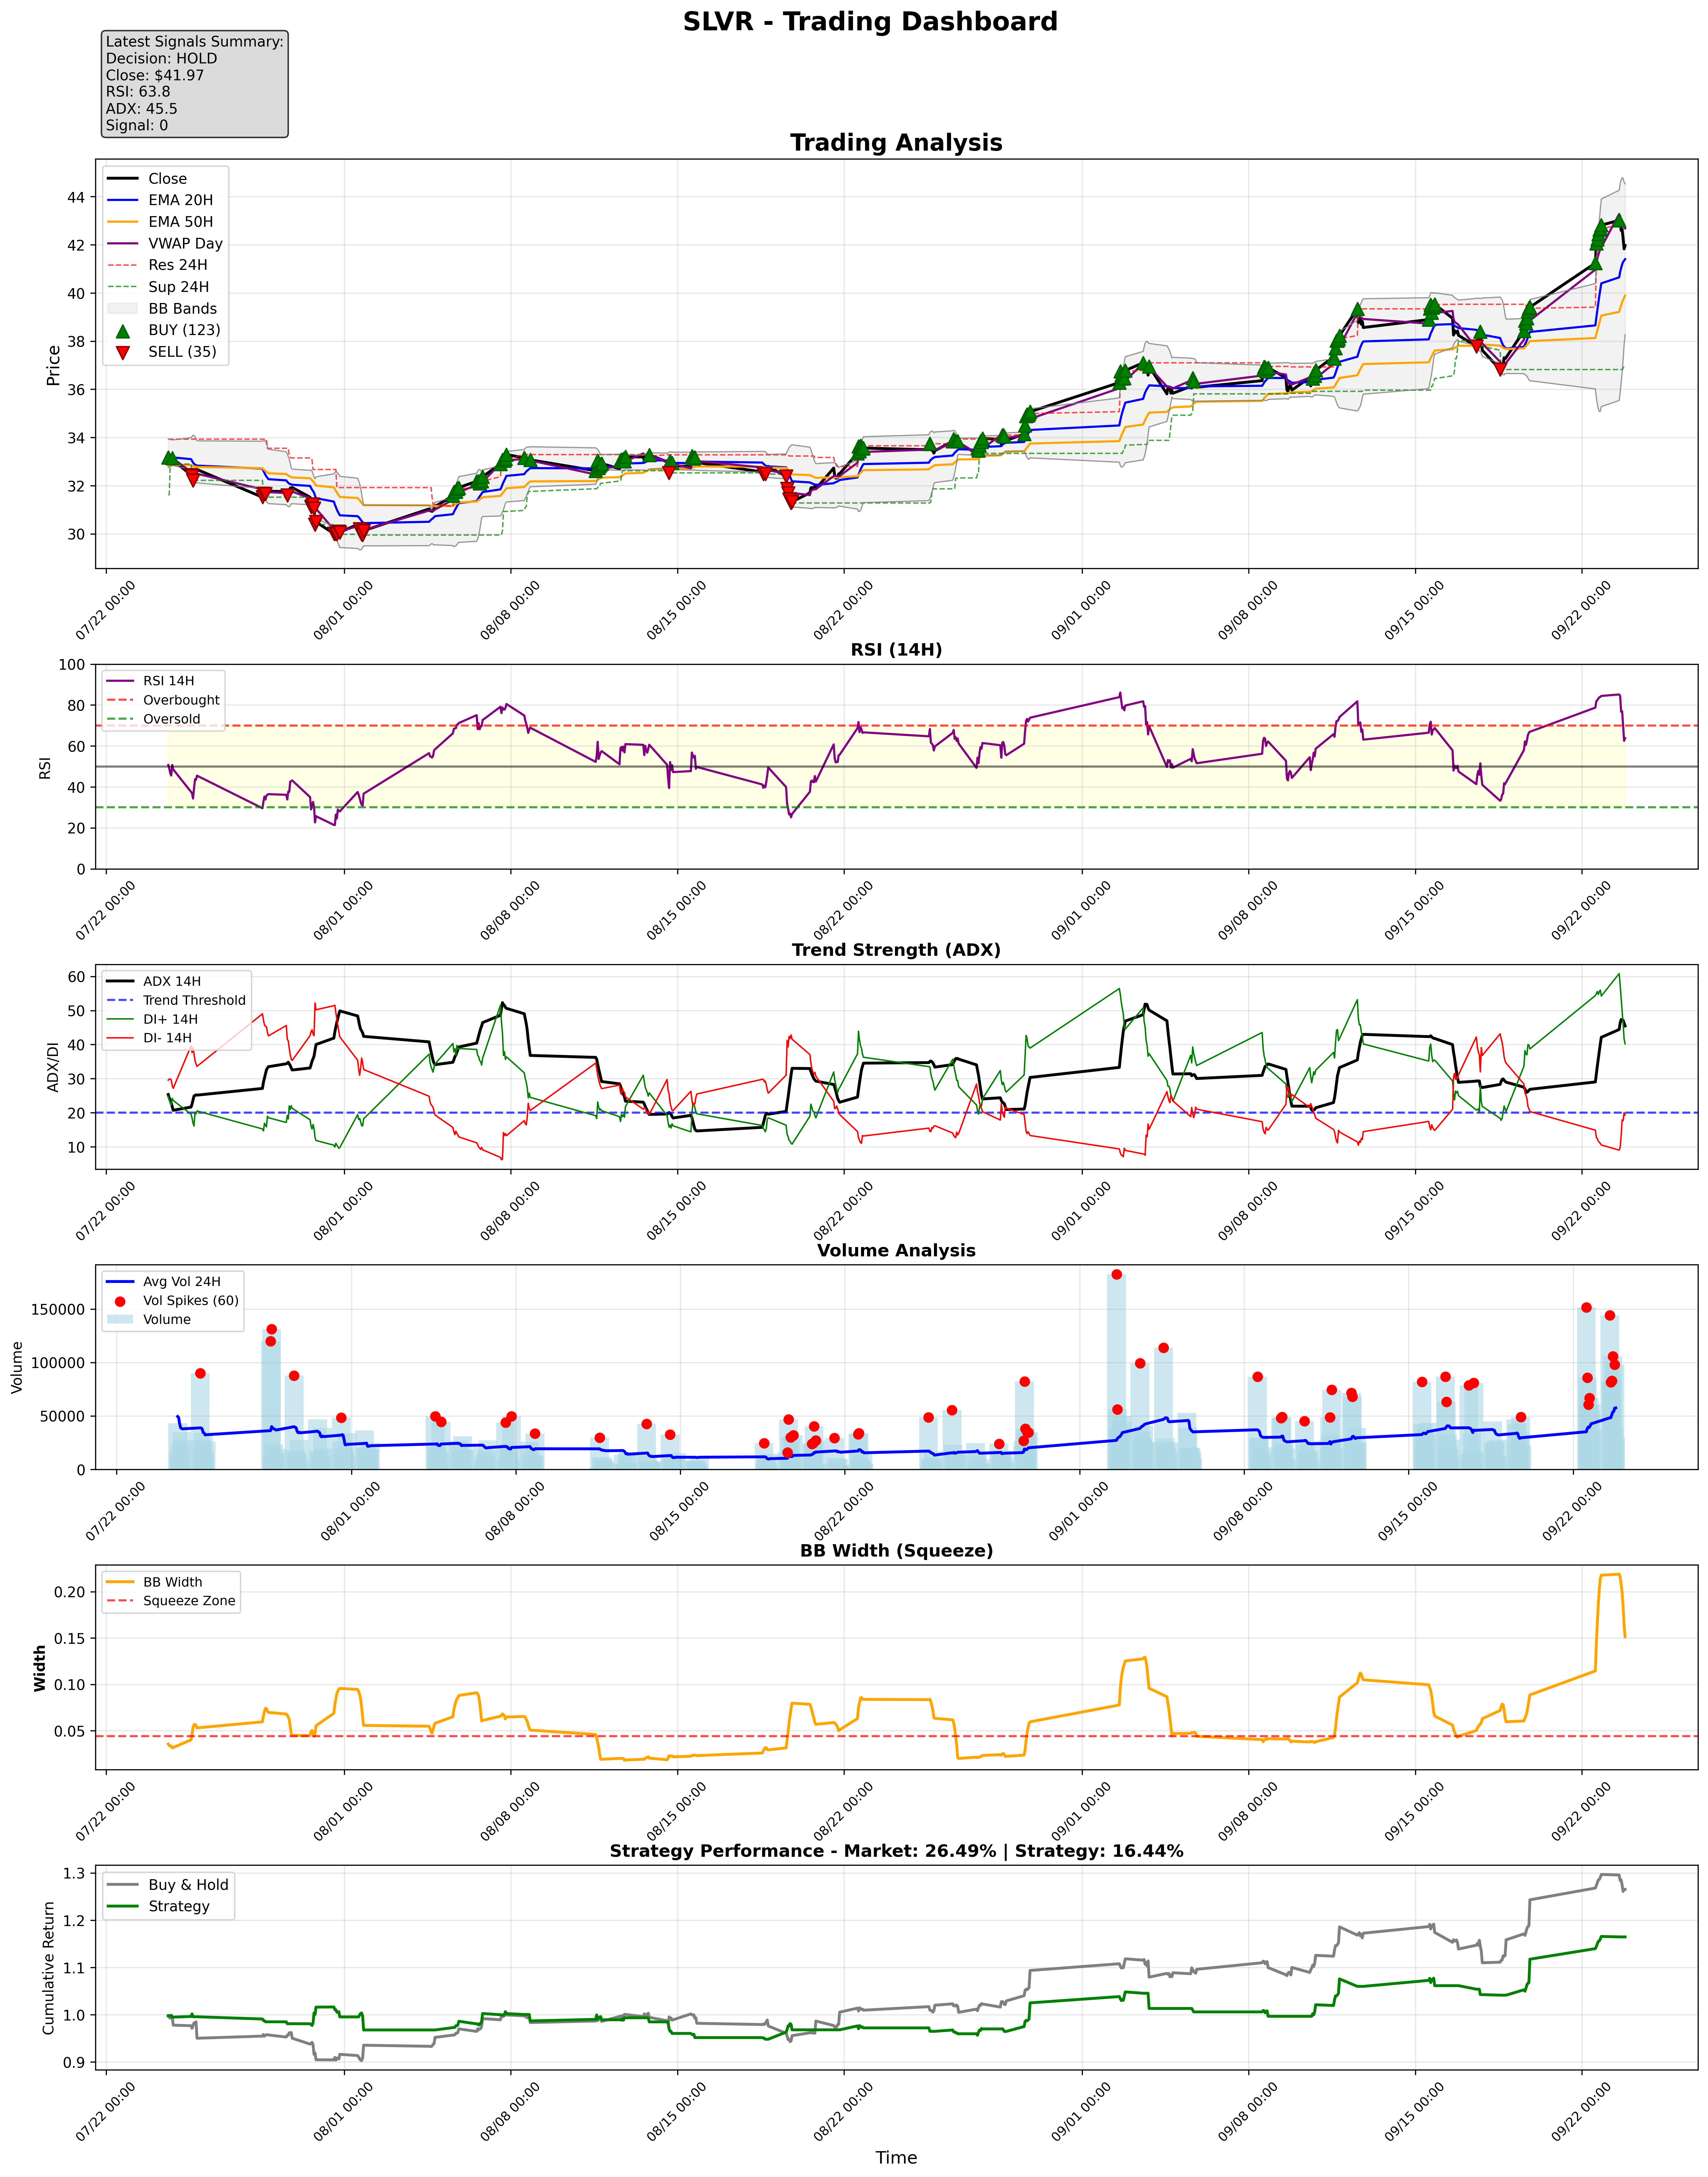 SLVR - Trading Dashboard
Latest Signals Summary:
Decision: HOLD
Close: $41.97
RSI: 63.8
ADX: 45.5
Signal: 0
Trading Analysis
Close
EMA 20H
EMA 50H
VWAP Day
Res 24H
Sup 24H
BB Bands
BUY (123)
SELL (35)
Price
44
42
40
38
36
34
32
30
07/22 00:00
08/01 00:00
08/08 00:00
08/15 00:00
08/22 00:00
09/01 00:00
09/08 00:00
09/15 00:00
09/22 00:00
RSI (14H)
RSI 14H
Overbought
Oversold
RSI
100
80
60
40
20
0
07/22 00:00
08/01 00:00
08/08 00:00
08/15 00:00
08/22 00:00
09/01 00:00
09/08 00:00
09/15 00:00
09/22 00:00
Trend Strength (ADX)
ADX 14H
Trend Threshold
DI+ 14H
DI- 14H
ADX/DI
60
50
40
30
20
10
07/22 00:00
08/01 00:00
08/08 00:00
08/15 00:00
08/22 00:00
09/01 00:00
09/08 00:00
09/15 00:00
09/22 00:00
Volume Analysis
Avg Vol 24H
Vol Spikes (60)
Volume
Volume
150000
100000
50000
0
07/22 00:00
08/01 00:00
08/08 00:00
08/15 00:00
08/22 00:00
09/01 00:00
09/08 00:00
09/15 00:00
09/22 00:00
BB Width (Squeeze)
BB Width
Squeeze Zone
Width
0.20
0.15
0.10
0.05
07/22 00:00
08/01 00:00
08/08 00:00
08/15 00:00
08/22 00:00
09/01 00:00
09/08 00:00
09/15 00:00
09/22 00:00
Strategy Performance - Market: 26.49% | Strategy: 16.44%
Buy & Hold
Strategy
Cumulative Return
1.3
1.2
1.1
1.0
0.9
07/22 00:00
08/01 00:00
08/08 00:00
08/15 00:00
08/22 00:00
09/01 00:00
09/08 00:00
09/15 00:00
09/22 00:00
Time